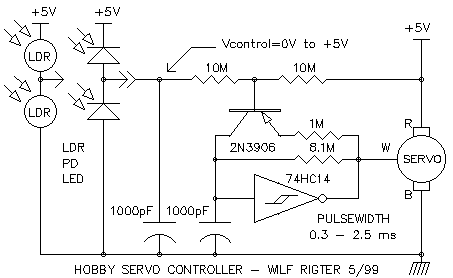 +5V +5V +5V
Vcontrol=0V to +5V
LDR
10M 10M
LDR
1M
R
2N3906 8.1M W
LDR
PD
LED
SERVO
74HC14
B
1000pF 1000pF
PULSEWIDTH
0.3 - 2.5 ms
HOBBY SERVO CONTROLLER - WILF RIGTER 5/99